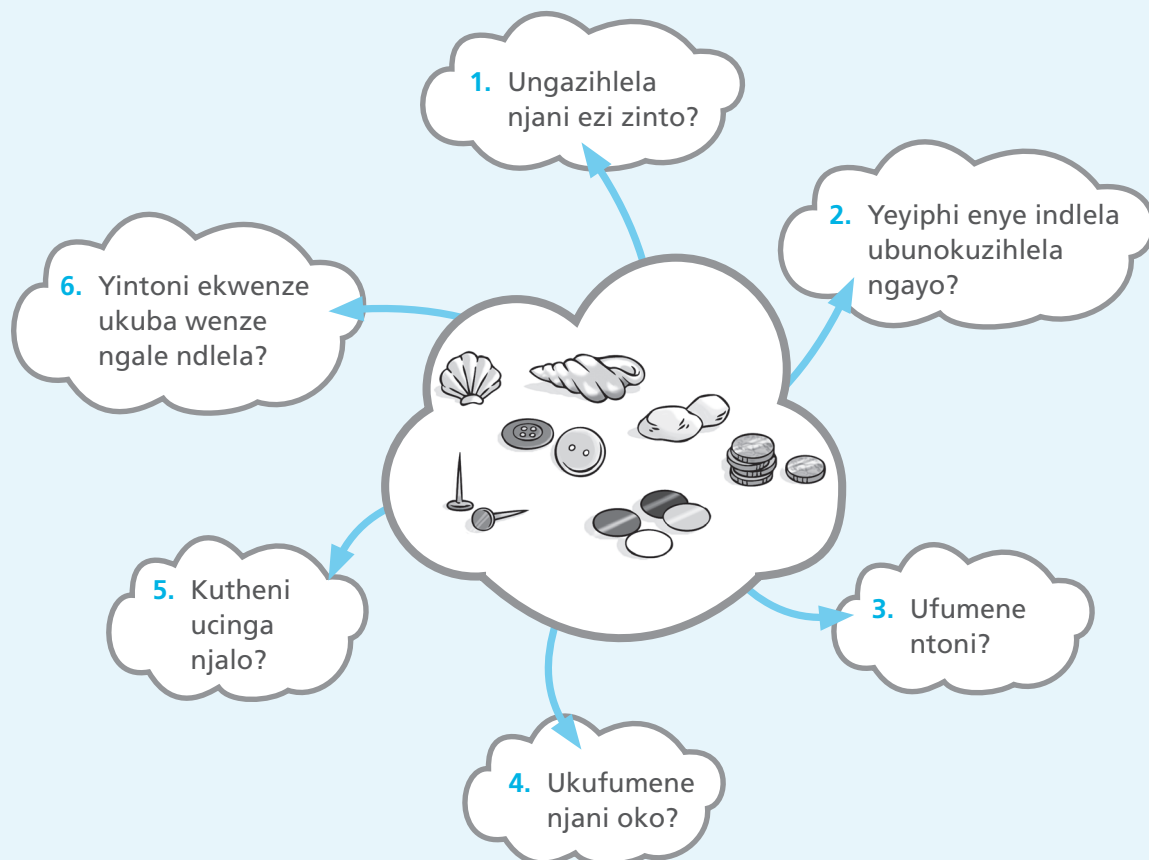 1. Ungazihlela
njani ezi zinto?
2. Yeyiphi enye indlela
ubunokuzihlela
ngayo?
3. Ufumene
ntoni?
4. Ukufumene
njani oko?
5. Kutheni
ucinga
njalo?
6. Yintoni ekwenze
ukuba wenze
ngale ndlela?